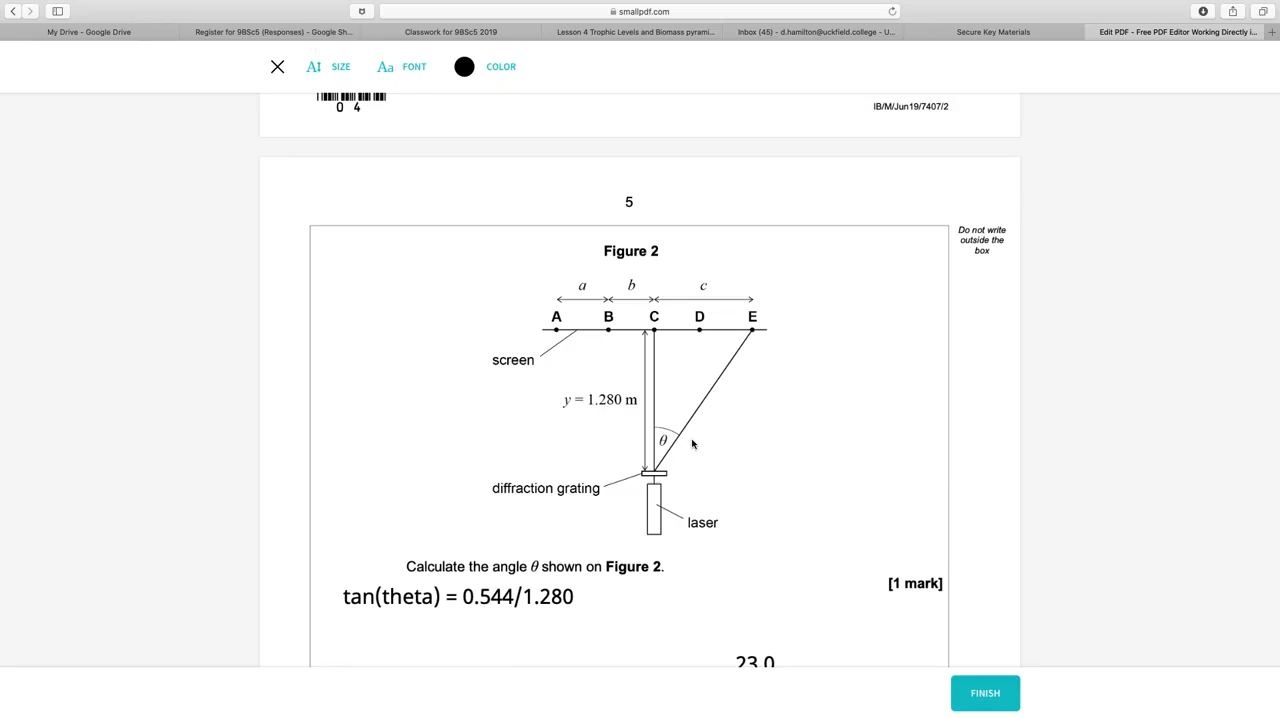 smallpdf.com
My Drive - Google Drive
Register for 9BSc5 (Responses) - Google Sh...
Classwork for 9BSc5 2019
Lesson 4 Trophic Levels and Biomass pyrami...
Inbox (45) - d.hamilton@uckfield.college - U...
Secure Key Materials
Edit PDF - Free PDF Editor Working Directly i...
SIZE
Aa FONT
COLOR
0 4
IB/M/Jun19/7407/2
5
Do not write
outside the
box
Figure 2
a b c
A B C D E
screen
y = 1.280 m
θ
diffraction grating
laser
Calculate the angle θ shown on Figure 2.
[1 mark]
tan(theta) = 0.544/1.280
23.0
FINISH